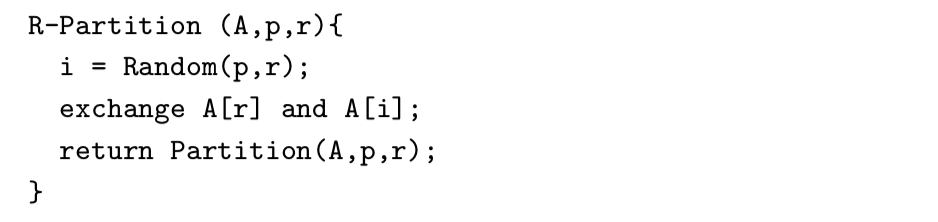 R-Partition (A,p,r){
  i = Random(p,r);
  exchange A[r] and A[i];
  return Partition(A,p,r);
}